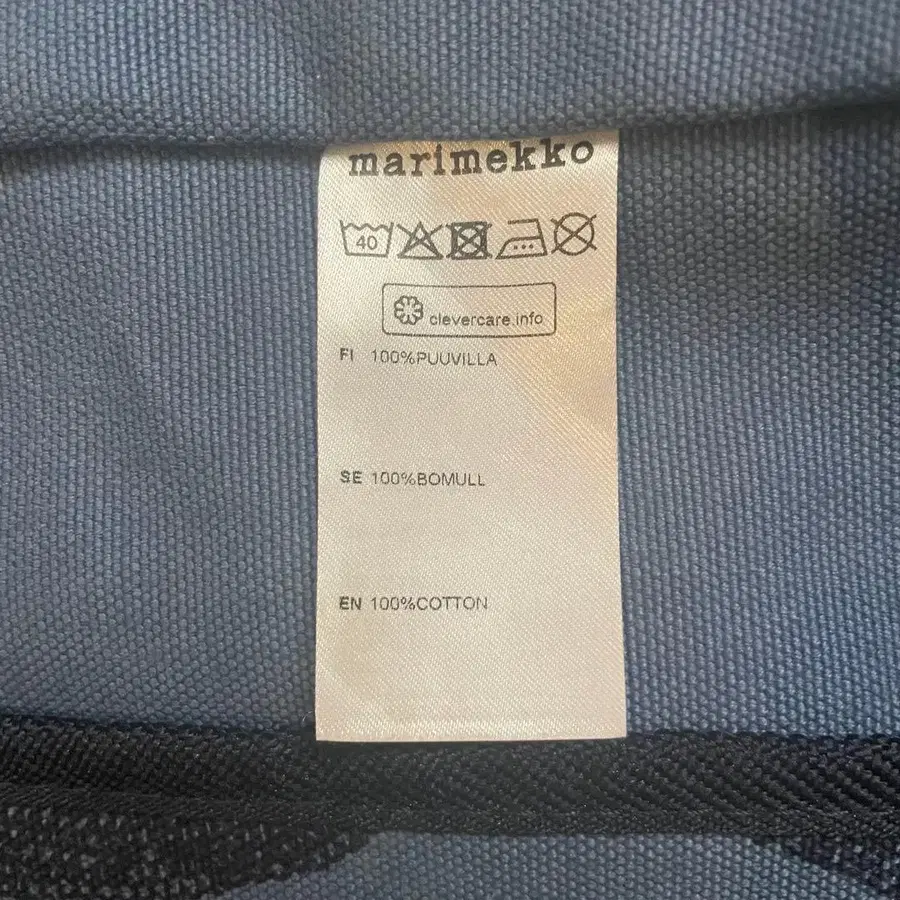 marimekko
40
clevercare.info
FI 100%PUUVILLA
SE 100%BOMULL
EN 100%COTTON